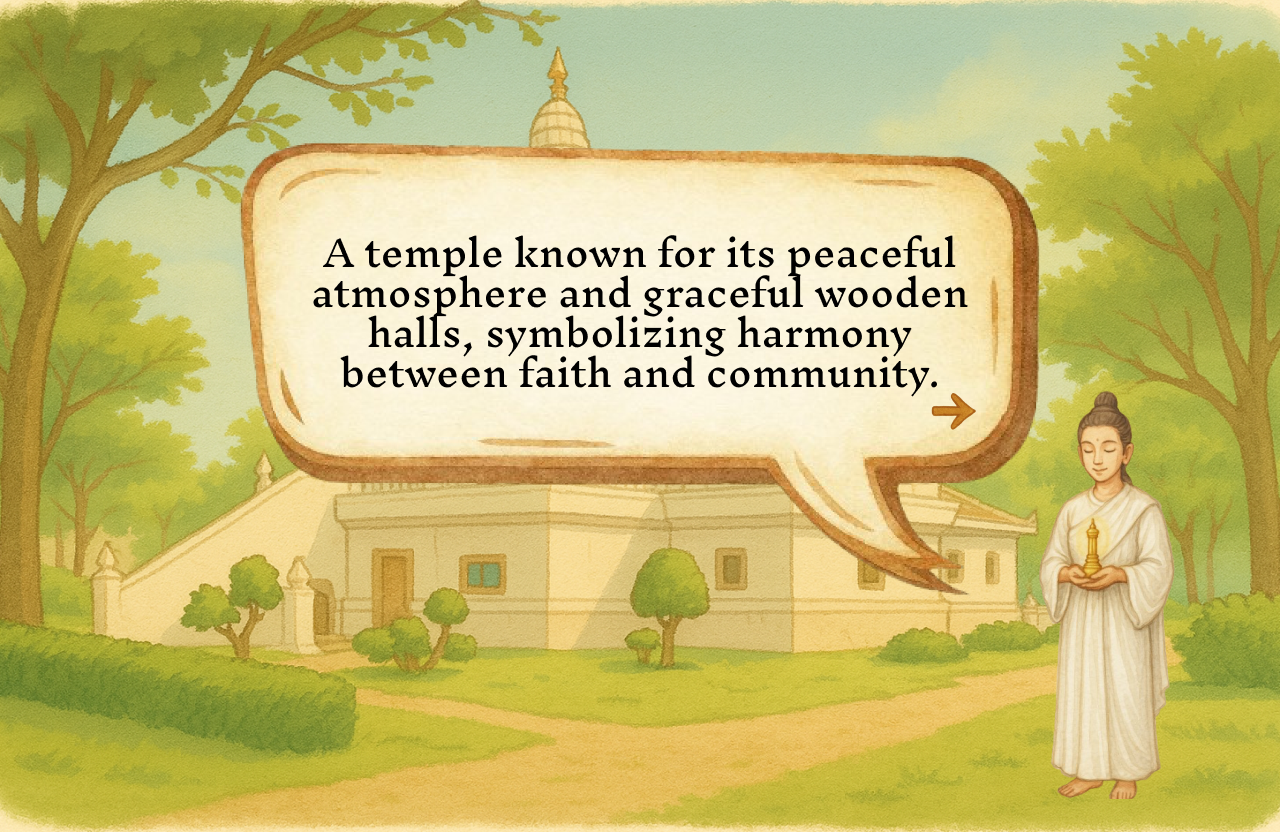 A temple known for its peaceful
atmosphere and graceful wooden
halls, symbolizing harmony
between faith and community.